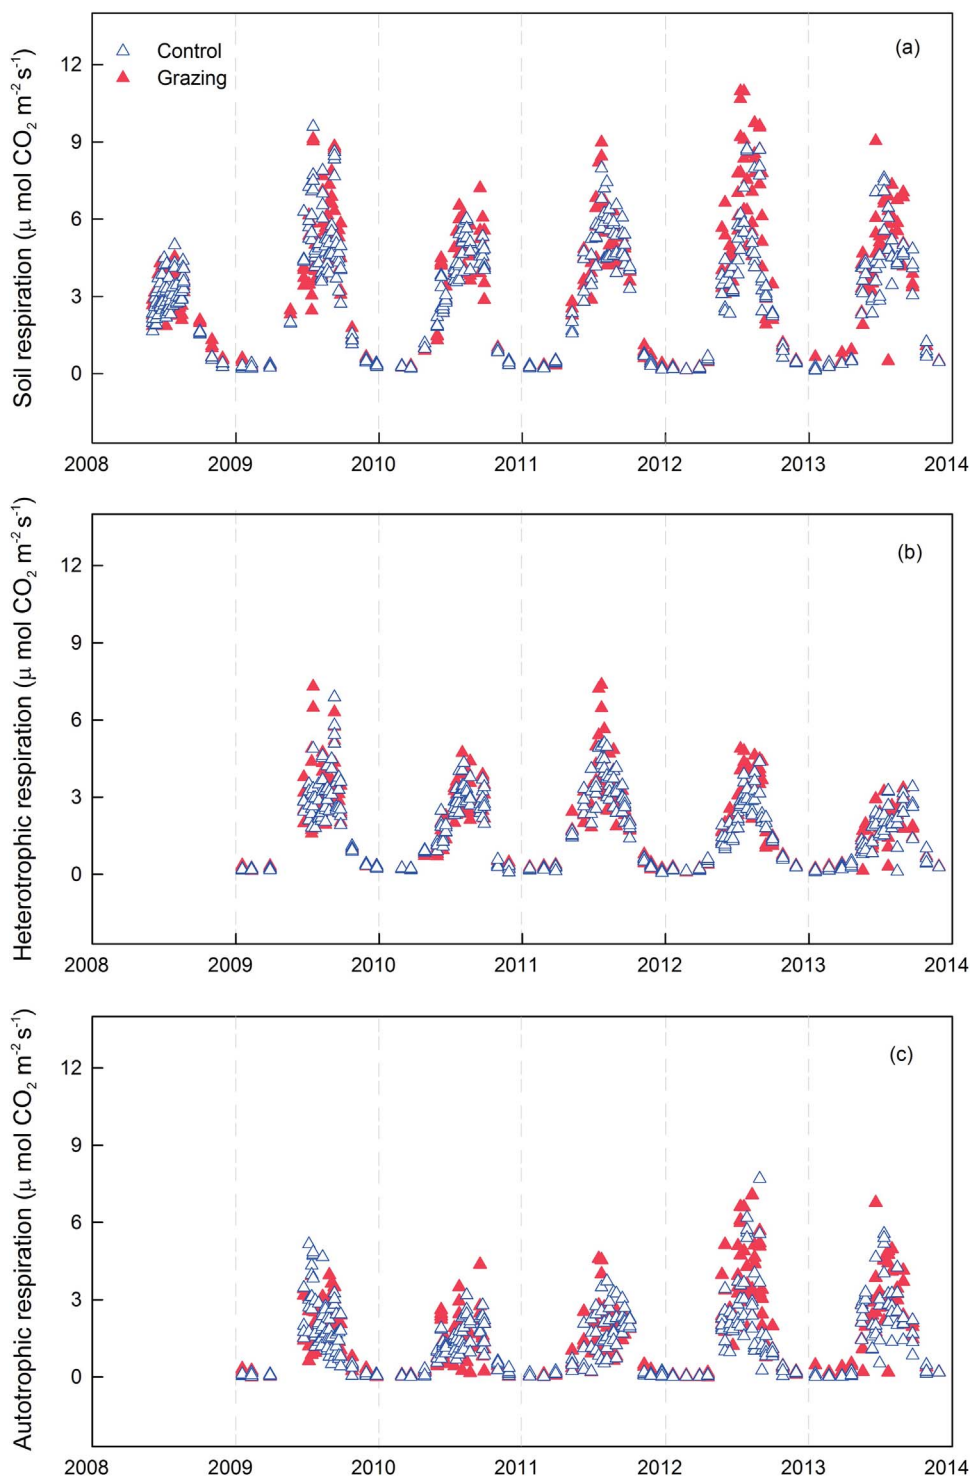 (a)
Control
Grazing
Soil respiration (μ mol CO₂ m⁻² s⁻¹)
12
9
6
3
0
2008 2009 2010 2011 2012 2013 2014
(b)
Heterotrophic respiration (μ mol CO₂ m⁻² s⁻¹)
12
9
6
3
0
2008 2009 2010 2011 2012 2013 2014
(c)
Autotrophic respiration (μ mol CO₂ m⁻² s⁻¹)
12
9
6
3
0
2008 2009 2010 2011 2012 2013 2014